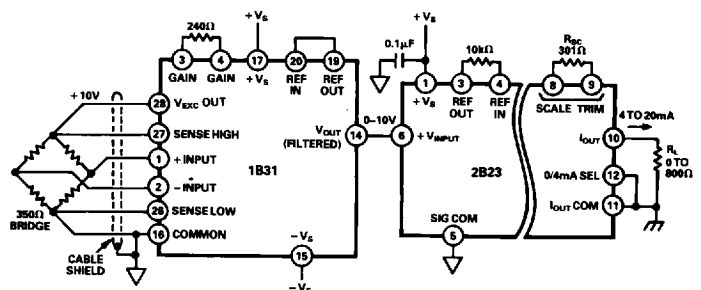 240Ω
+VS
3
4
17
20
19
GAIN
GAIN
+VS
REF IN
REF OUT
+10V
28
VEXC OUT
27
SENSE HIGH
1
+INPUT
2
-INPUT
26
SENSE LOW
16
COMMON
350Ω
BRIDGE
CABLE
SHIELD
1B31
VOUT
(FILTERED)
14
-VS
15
-VS
0–10V
0.1μF
+VS
10kΩ
1
3
4
+VS
REF OUT
REF IN
6
+VINPUT
2B23
SIG COM
5
RSC
301Ω
8
9
SCALE TRIM
4 TO 20mA
IOUT
10
RL
0 TO
800Ω
0/4mA SEL
12
IOUT COM
11